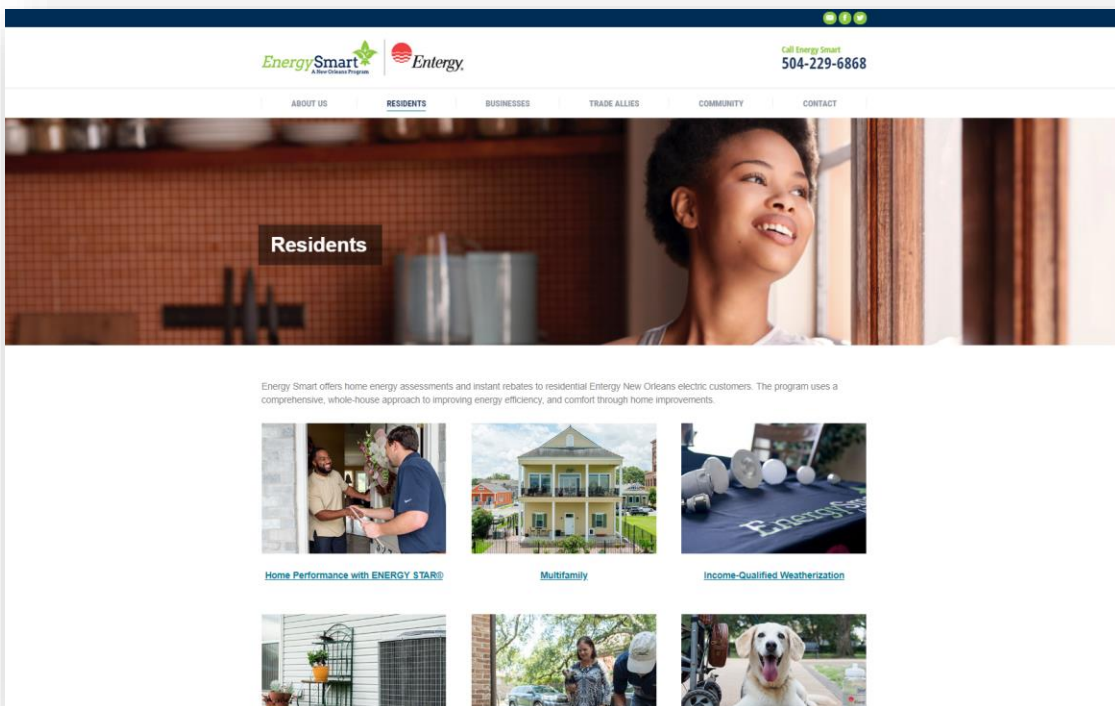 EnergySmart
A New Orleans Program
Entergy
Call Energy Smart
504-229-6868
ABOUT US RESIDENTS BUSINESSES TRADE ALLIES COMMUNITY CONTACT
Residents
Energy Smart offers home energy assessments and instant rebates to residential Entergy New Orleans electric customers. The program uses a
comprehensive, whole-house approach to improving energy efficiency, and comfort through home improvements.
Home Performance with ENERGY STAR®
Multifamily
Income-Qualified Weatherization